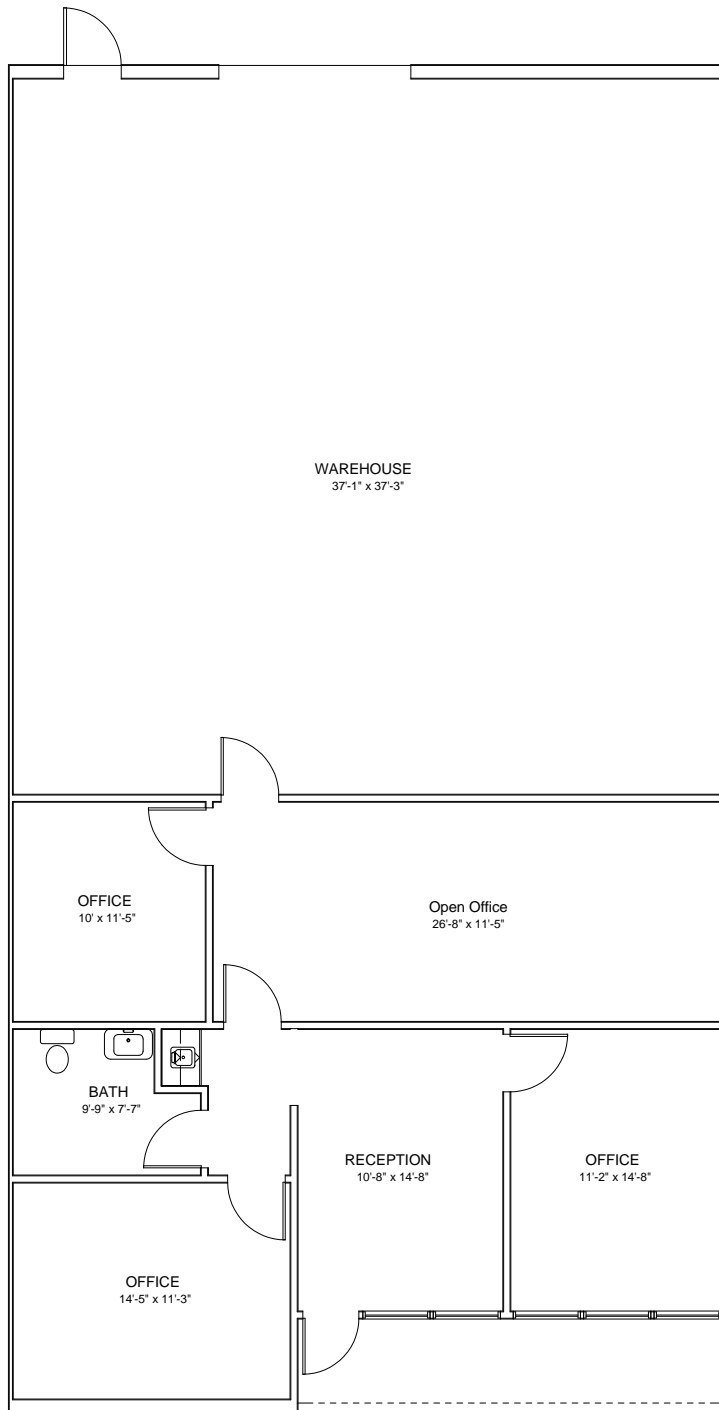 WAREHOUSE
37'-1" x 37'-3"
OFFICE
10' x 11'-5"
Open Office
26'-8" x 11'-5"
BATH
9'-9" x 7'-7"
RECEPTION
10'-8" x 14'-8"
OFFICE
11'-2" x 14'-8"
OFFICE
14'-5" x 11'-3"